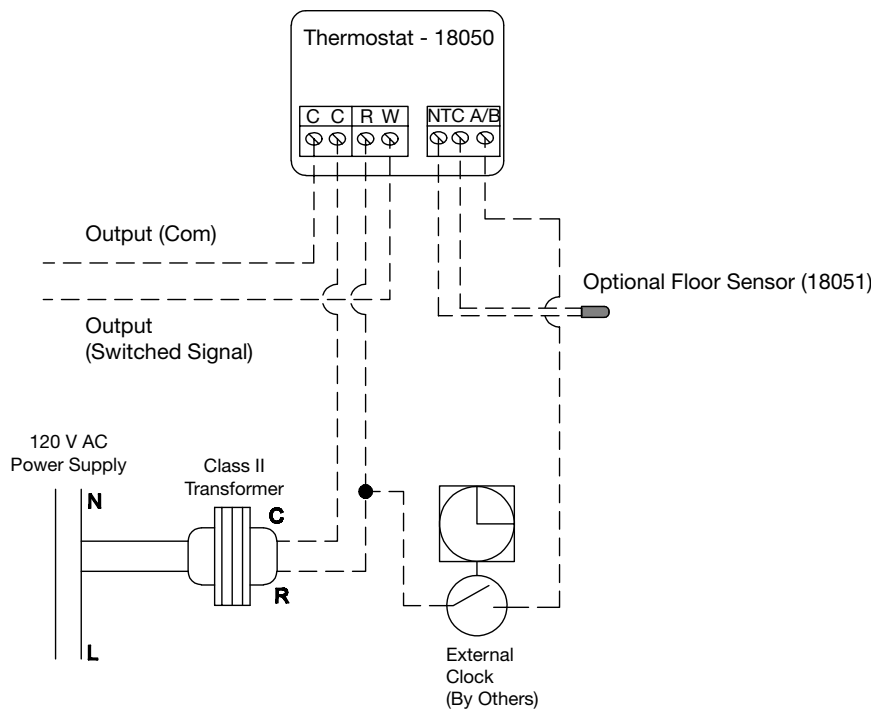 Thermostat - 18050
C C R W
NTC A/B
Output (Com)
Optional Floor Sensor (18051)
Output
(Switched Signal)
120 V AC
Power Supply
N
L
Class II
Transformer
C
R
External
Clock
(By Others)